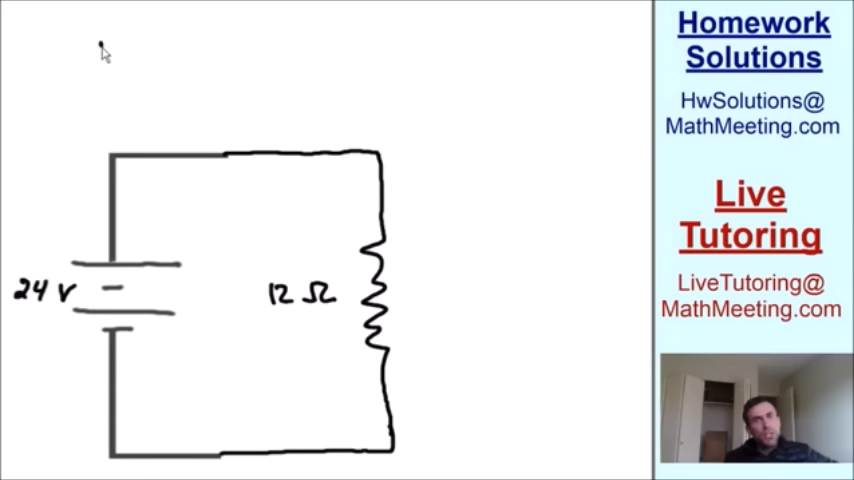 24 V
12 Ω
Homework
Solutions
HwSolutions@
MathMeeting.com
Live
Tutoring
LiveTutoring@
MathMeeting.com